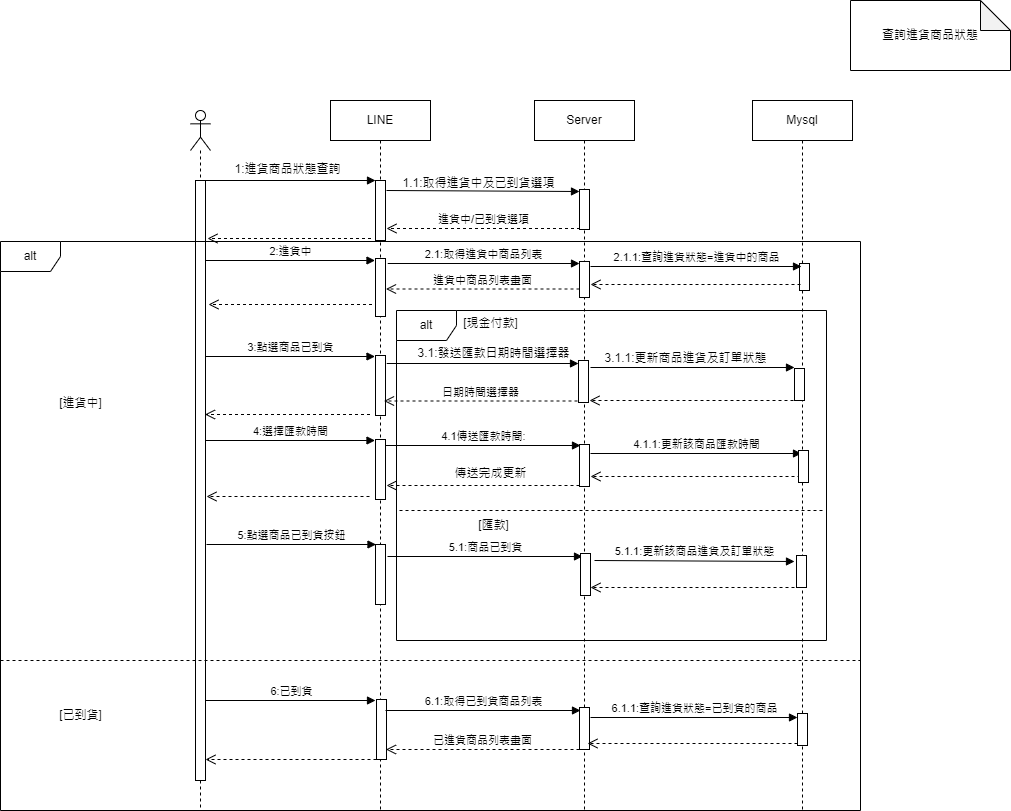 查詢進貨商品狀態
LINE
Server
Mysql
1:進貨商品狀態查詢
1.1:取得進貨中及已到貨選項
進貨中/已到貨選項
alt
2:進貨中
2.1:取得進貨中商品列表
2.1.1:查詢進貨狀態=進貨中的商品
進貨中商品列表畫面
alt
[現金付款]
3:點選商品已到貨
3.1:發送匯款日期時間選擇器
3.1.1:更新商品進貨及訂單狀態
日期時間選擇器
[進貨中]
4:選擇匯款時間
4.1傳送匯款時間:
4.1.1:更新該商品匯款時間
傳送完成更新
[匯款]
5:點選商品已到貨按鈕
5.1:商品已到貨
5.1.1:更新該商品進貨及訂單狀態
6:已到貨
6.1:取得已到貨商品列表
6.1.1:查詢進貨狀態=已到貨的商品
[已到貨]
已進貨商品列表畫面